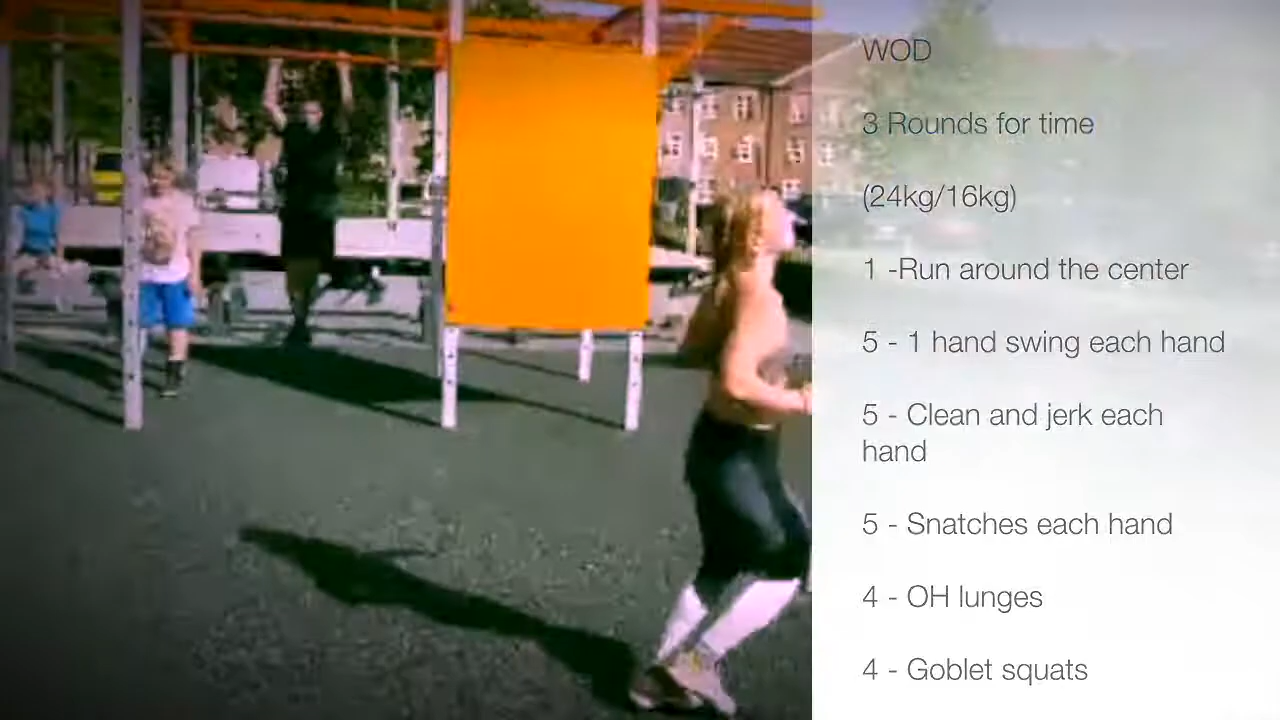 WOD
3 Rounds for time
(24kg/16kg)
1 -Run around the center
5 - 1 hand swing each hand
5 - Clean and jerk each
hand
5 - Snatches each hand
4 - OH lunges
4 - Goblet squats